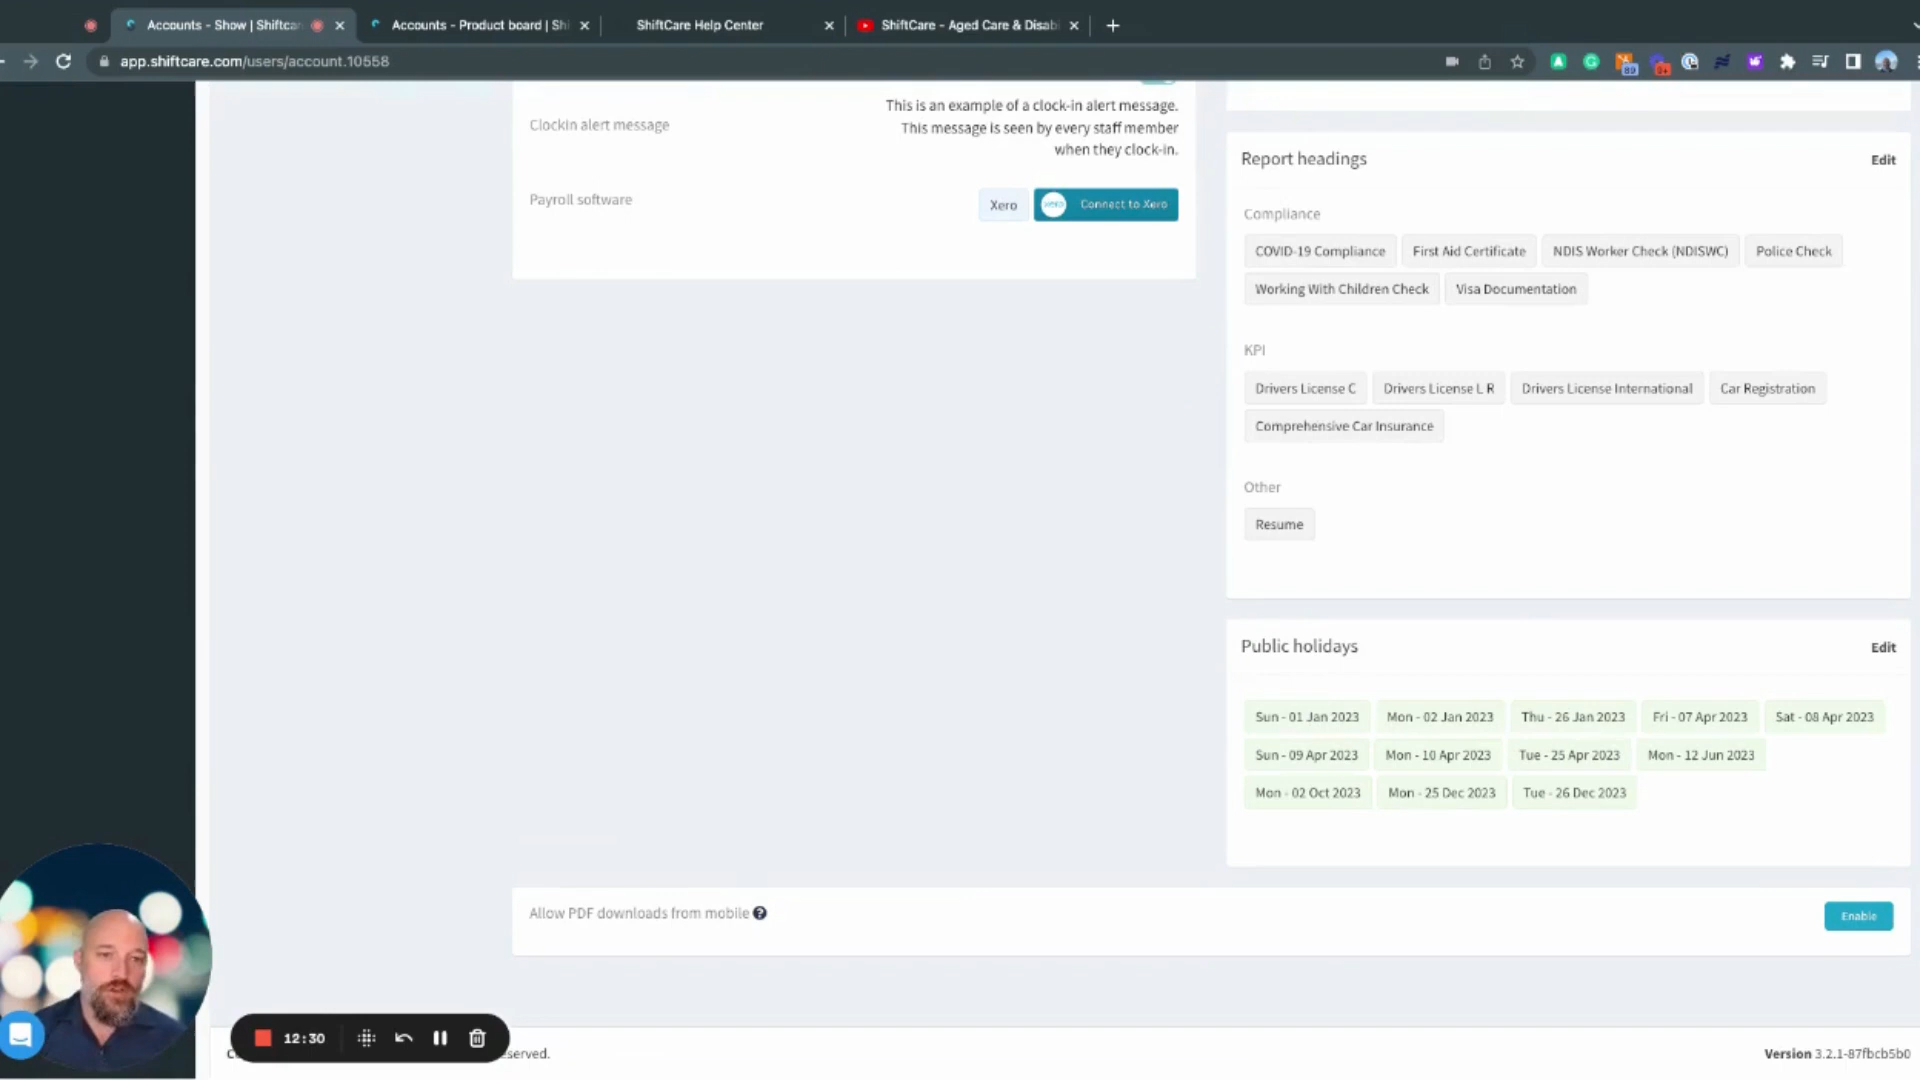 Accounts - Show | Shiftcar
Accounts - Product board | Shi
ShiftCare Help Center
ShiftCare - Aged Care & Disabi
app.shiftcare.com/users/account.10558
This is an example of a clock-in alert message.
Clockin alert message
This message is seen by every staff member
when they clock-in.
Payroll software
Xero
xero
Connect to Xero
Report headings
Edit
Compliance
COVID-19 Compliance
First Aid Certificate
NDIS Worker Check (NDISWC)
Police Check
Working With Children Check
Visa Documentation
KPI
Drivers License C
Drivers License L R
Drivers License International
Car Registration
Comprehensive Car Insurance
Other
Resume
Public holidays
Edit
Sun - 01 Jan 2023
Mon - 02 Jan 2023
Thu - 26 Jan 2023
Fri - 07 Apr 2023
Sat - 08 Apr 2023
Sun - 09 Apr 2023
Mon - 10 Apr 2023
Tue - 25 Apr 2023
Mon - 12 Jun 2023
Mon - 02 Oct 2023
Mon - 25 Dec 2023
Tue - 26 Dec 2023
Allow PDF downloads from mobile ?
Enable
12:30
served.
Version 3.2.1-87fbcb5b0